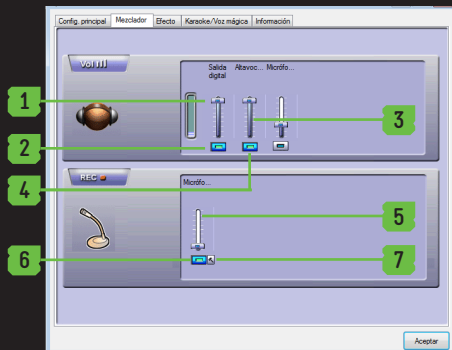 Config. principal Mezclador Efecto Karaoke/Voz mágica Información
Vol
Salida digital Altavoc... Micrófo...
1
2
3
4
REC
Micrófo...
5
6
7
Aceptar